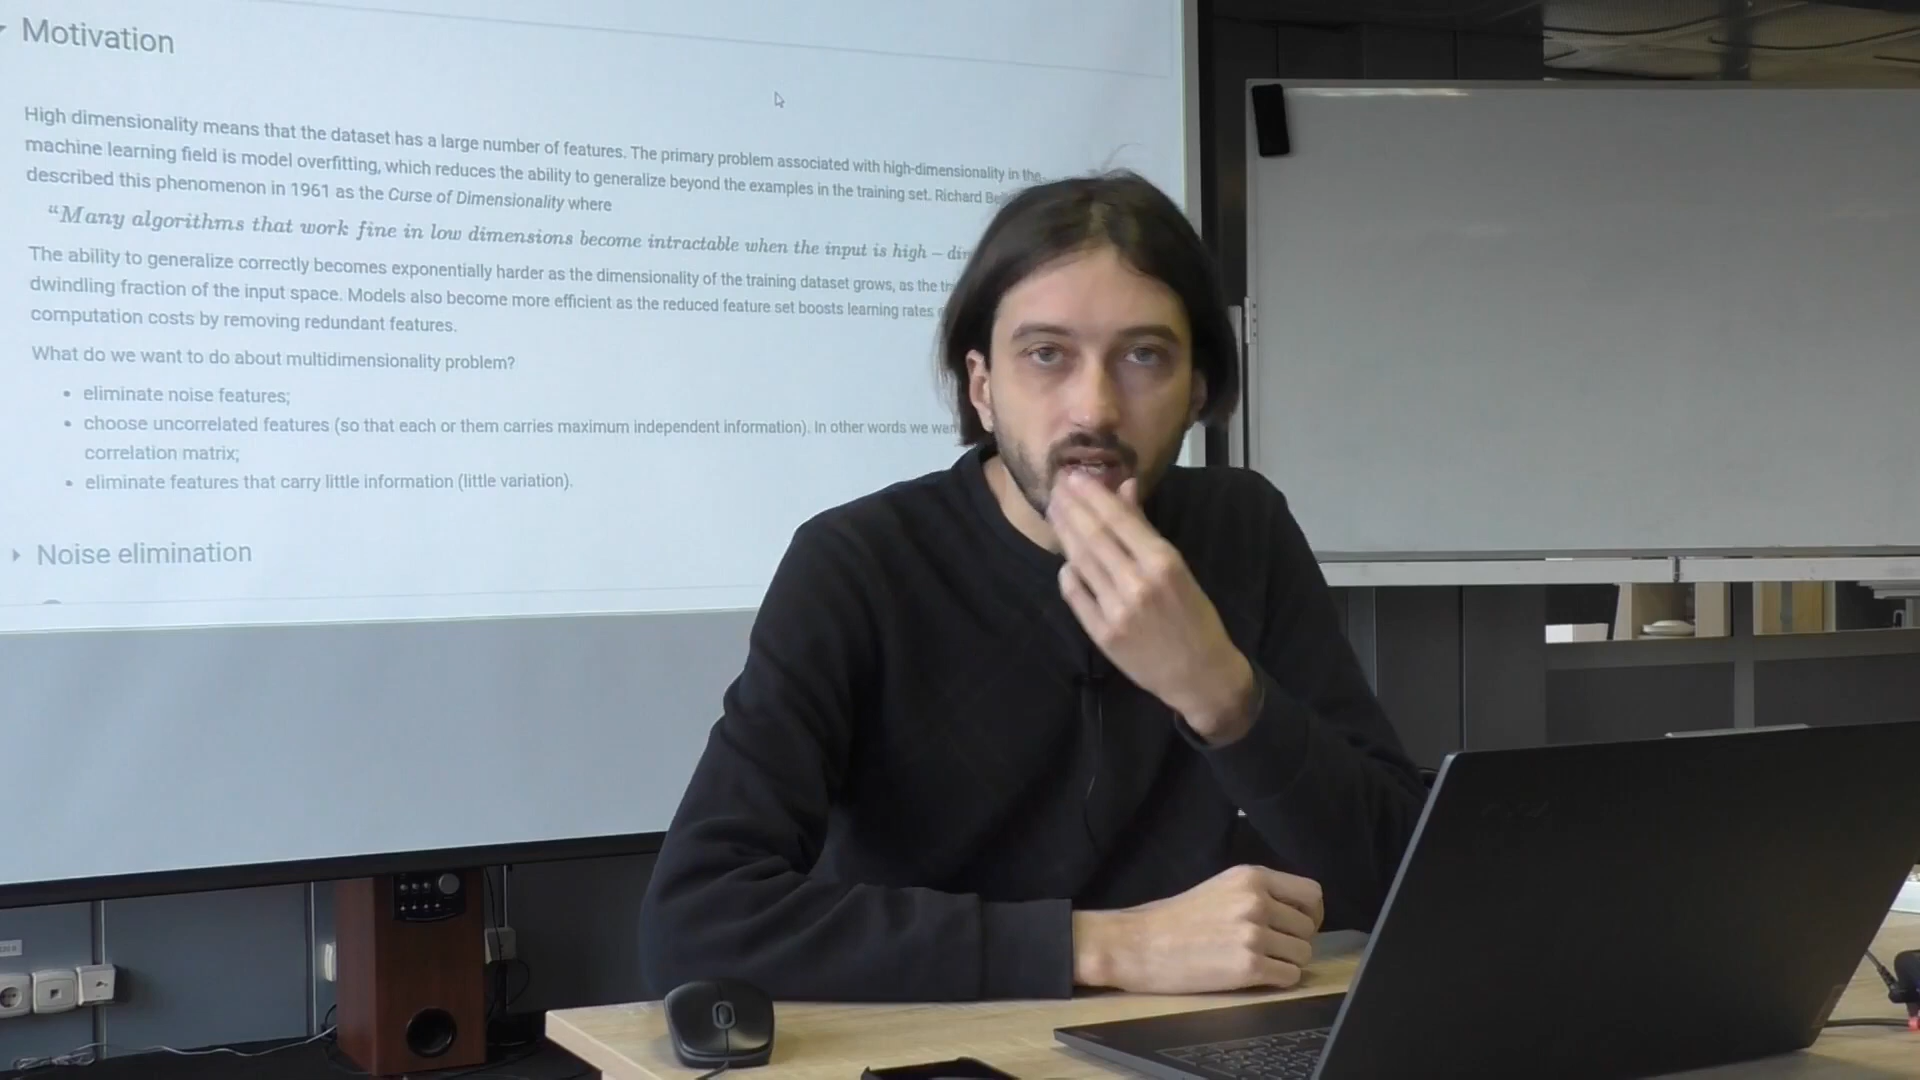 Motivation
High dimensionality means that the dataset has a large number of features. The primary problem associated with high-dimensionality in the
machine learning field is model overfitting, which reduces the ability to generalize beyond the examples in the training set. Richard
described this phenomenon in 1961 as the Curse of Dimensionality where
“Many algorithms that work fine in low dimensions become intractable when the input is high –
The ability to generalize correctly becomes exponentially harder as the dimensionality of the training dataset grows, as the
dwindling fraction of the input space. Models also become more efficient as the reduced feature set boosts learning rates
computation costs by removing redundant features.
What do we want to do about multidimensionality problem?
• eliminate noise features;
• choose uncorrelated features (so that each or them carries maximum independent information). In other words we
correlation matrix;
• eliminate features that carry little information (little variation).
Noise elimination